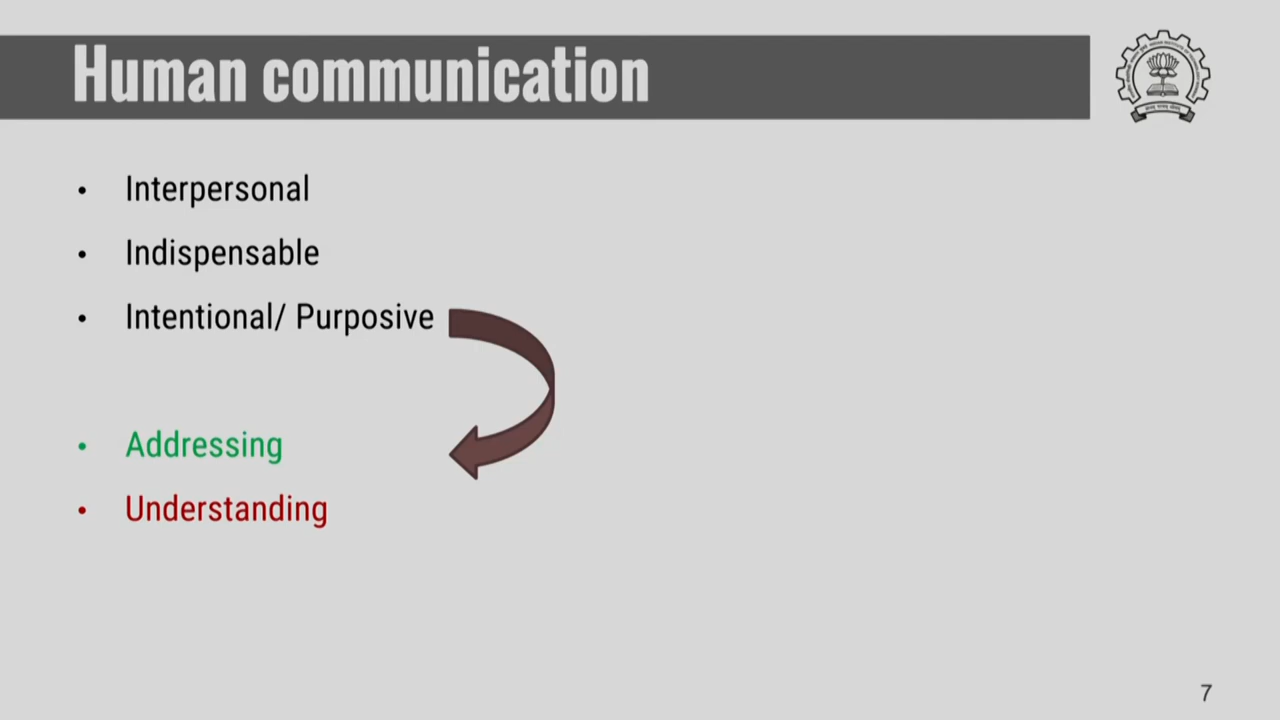 Human communication
• Interpersonal
• Indispensable
• Intentional/ Purposive
• Addressing
• Understanding
7